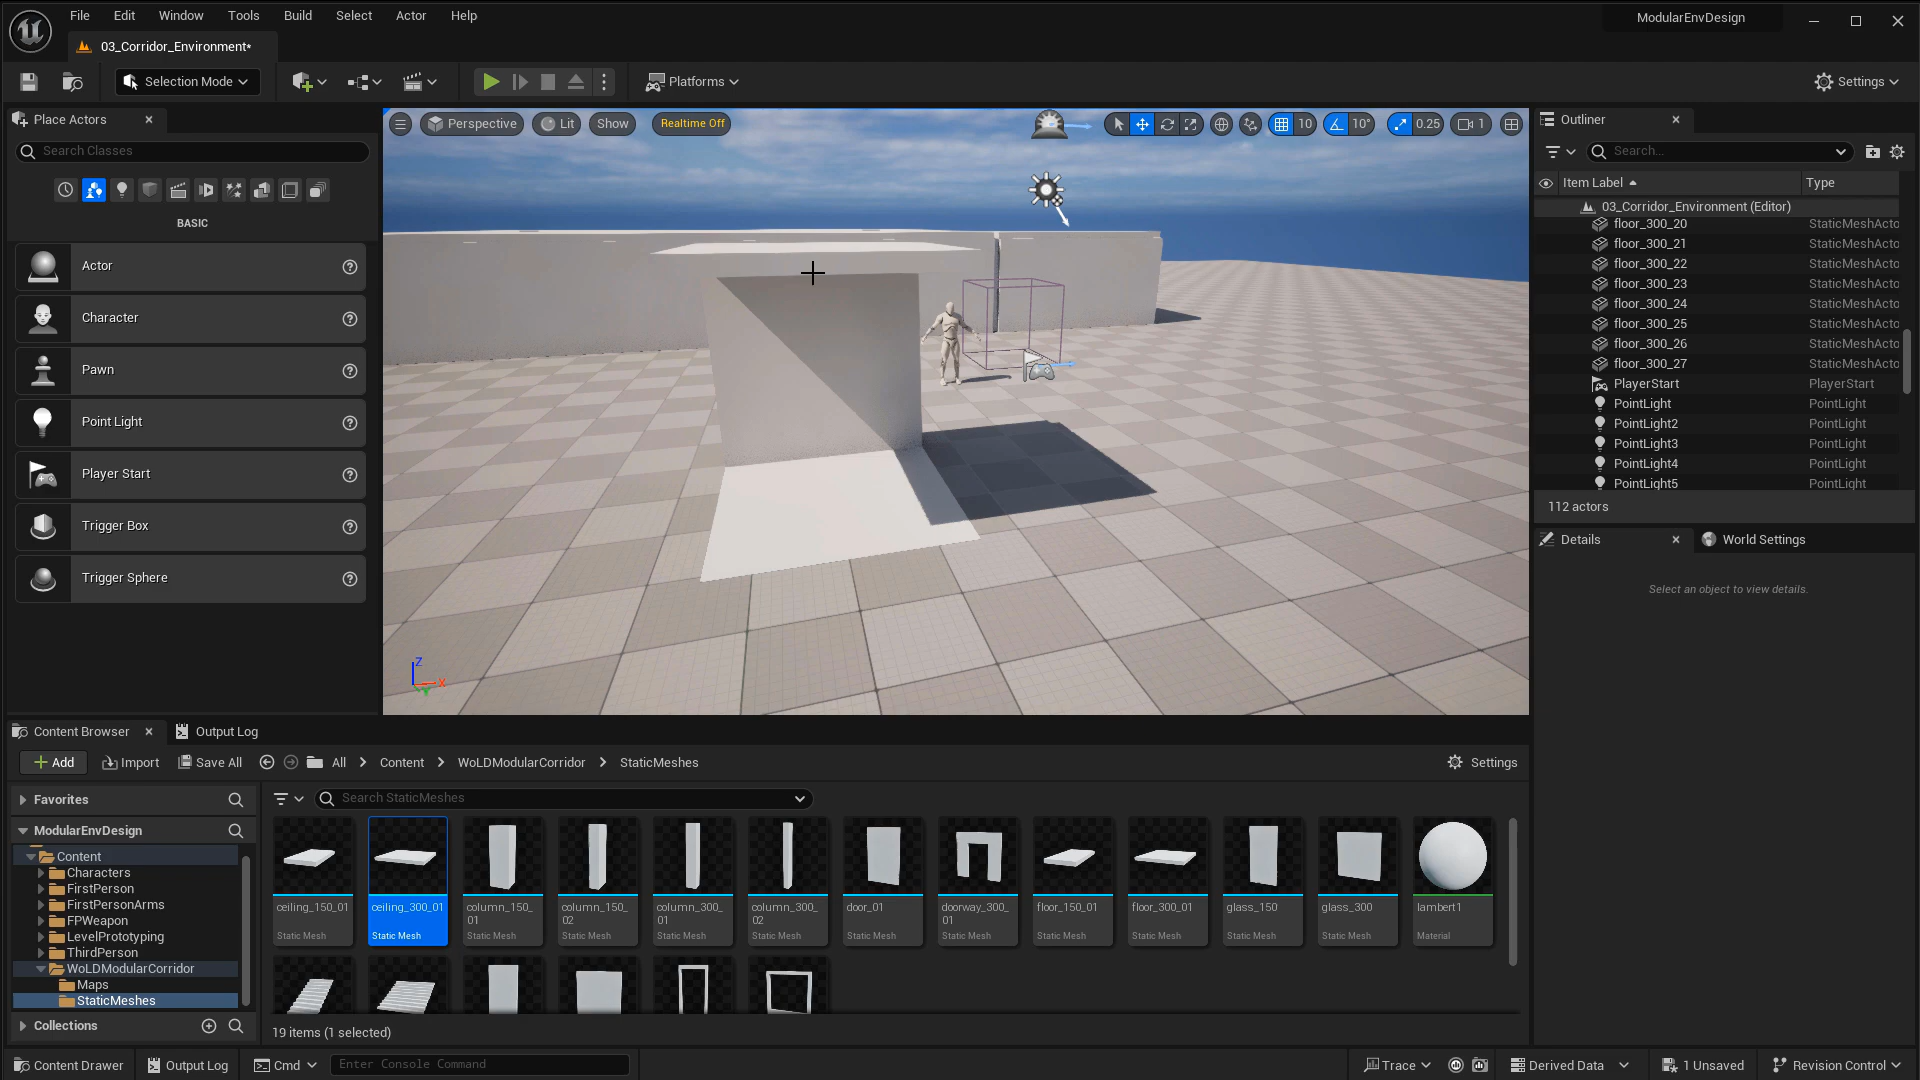 File Edit Window Tools Build Select Actor Help
ModularEnvDesign
03_Corridor_Environment*
Selection Mode
Platforms
Settings
Place Actors
Search Classes
BASIC
Actor
Character
Pawn
Point Light
Player Start
Trigger Box
Trigger Sphere
Perspective Lit Show Realtime Off
10 10° 0.25 1
Z
X
Outliner
Search...
Item Label Type
03_Corridor_Environment (Editor)
floor_300_20 StaticMeshActo
floor_300_21 StaticMeshActo
floor_300_22 StaticMeshActo
floor_300_23 StaticMeshActo
floor_300_24 StaticMeshActo
floor_300_25 StaticMeshActo
floor_300_26 StaticMeshActo
floor_300_27 StaticMeshActo
PlayerStart PlayerStart
PointLight PointLight
PointLight2 PointLight
PointLight3 PointLight
PointLight4 PointLight
PointLight5 PointLight
112 actors
Details World Settings
Select an object to view details.
Content Browser Output Log
Add Import Save All All Content WoLDModularCorridor StaticMeshes Settings
Favorites
ModularEnvDesign
Content
Characters
FirstPerson
FirstPersonArms
FPWeapon
LevelPrototyping
ThirdPerson
WoLDModularCorridor
Maps
StaticMeshes
Collections
Search StaticMeshes
ceiling_150_01
Static Mesh
ceiling_300_01
Static Mesh
column_150_
01
Static Mesh
column_150_
02
Static Mesh
column_300_
01
Static Mesh
column_300_
02
Static Mesh
door_01
Static Mesh
doorway_300_
01
Static Mesh
floor_150_01
Static Mesh
floor_300_01
Static Mesh
glass_150
Static Mesh
glass_300
Static Mesh
lambert1
Material
19 items (1 selected)
Content Drawer Output Log Cmd Enter Console Command Trace Derived Data 1 Unsaved Revision Control